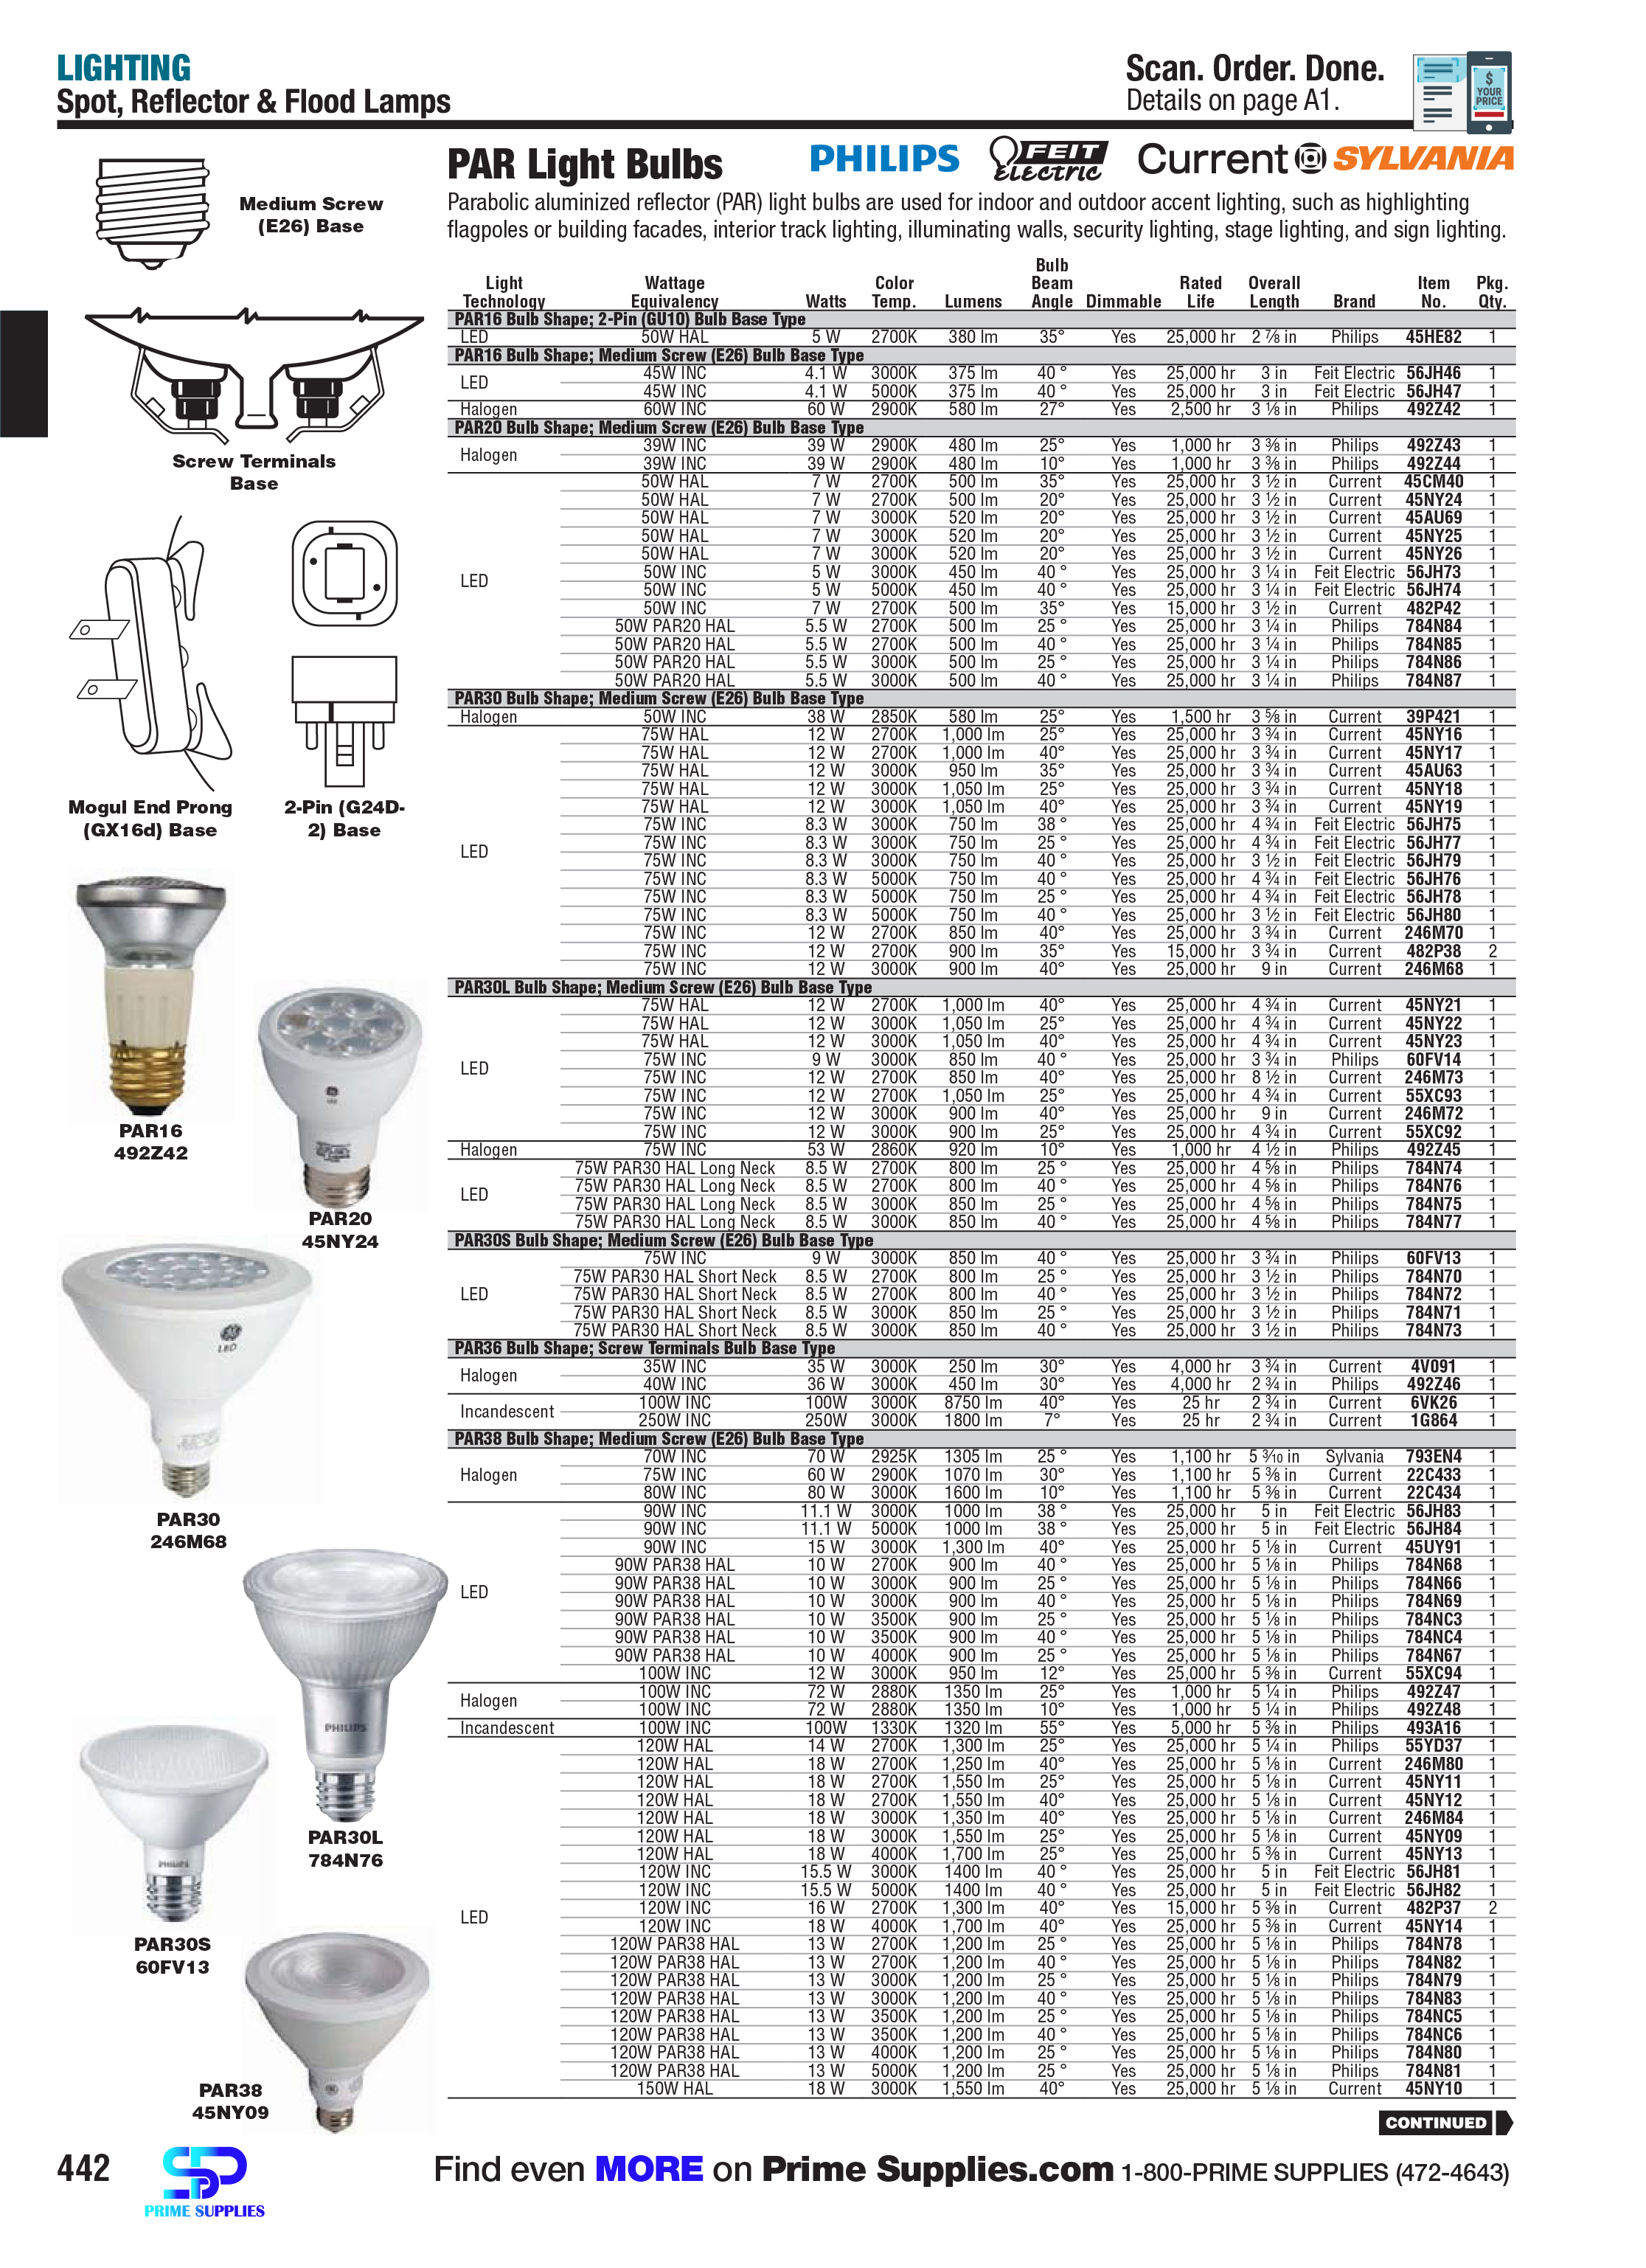 LIGHTING
Spot, Reflector & Flood Lamps
Scan. Order. Done.
Details on page A1.
$
YOUR
PRICE
Medium Screw
(E26) Base
Screw Terminals
Base
Mogul End Prong
(GX16d) Base
2-Pin (G24D-
2) Base
PAR16
492Z42
PAR20
45NY24
LED
PAR30
246M68
PHILIPS
PAR30L
784N76
PHILIPS
PAR30S
60FV13
PAR38
45NY09
PAR Light Bulbs
PHILIPS FEIT ELECTRIC Current SYLVANIA
Parabolic aluminized reflector (PAR) light bulbs are used for indoor and outdoor accent lighting, such as highlighting
flagpoles or building facades, interior track lighting, illuminating walls, security lighting, stage lighting, and sign lighting.
Light Technology Wattage Equivalency Watts Color Temp. Lumens Bulb Beam Angle Dimmable Rated Life Overall Length Brand Item No. Pkg. Qty.
PAR16 Bulb Shape; 2-Pin (GU10) Bulb Base Type
LED 50W HAL 5 W 2700K 380 lm 35° Yes 25,000 hr 2 ⅞ in Philips 45HE82 1
PAR16 Bulb Shape; Medium Screw (E26) Bulb Base Type
LED 45W INC 4.1 W 3000K 375 lm 40 ° Yes 25,000 hr 3 in Feit Electric 56JH46 1
45W INC 4.1 W 5000K 375 lm 40 ° Yes 25,000 hr 3 in Feit Electric 56JH47 1
Halogen 60W INC 60 W 2900K 580 lm 27° Yes 2,500 hr 3 ⅛ in Philips 492Z42 1
PAR20 Bulb Shape; Medium Screw (E26) Bulb Base Type
Halogen 39W INC 39 W 2900K 480 lm 25° Yes 1,000 hr 3 ⅜ in Philips 492Z43 1
39W INC 39 W 2900K 480 lm 10° Yes 1,000 hr 3 ⅜ in Philips 492Z44 1
LED 50W HAL 7 W 2700K 500 lm 35° Yes 25,000 hr 3 ½ in Current 45CM40 1
50W HAL 7 W 2700K 500 lm 20° Yes 25,000 hr 3 ½ in Current 45NY24 1
50W HAL 7 W 3000K 520 lm 20° Yes 25,000 hr 3 ½ in Current 45AU69 1
50W HAL 7 W 3000K 520 lm 20° Yes 25,000 hr 3 ½ in Current 45NY25 1
50W HAL 7 W 3000K 520 lm 20° Yes 25,000 hr 3 ½ in Current 45NY26 1
50W INC 5 W 3000K 450 lm 40 ° Yes 25,000 hr 3 ¼ in Feit Electric 56JH73 1
50W INC 5 W 5000K 450 lm 40 ° Yes 25,000 hr 3 ¼ in Feit Electric 56JH74 1
50W INC 7 W 2700K 500 lm 35° Yes 15,000 hr 3 ½ in Current 482P42 1
50W PAR20 HAL 5.5 W 2700K 500 lm 25 ° Yes 25,000 hr 3 ¼ in Philips 784N84 1
50W PAR20 HAL 5.5 W 2700K 500 lm 40 ° Yes 25,000 hr 3 ¼ in Philips 784N85 1
50W PAR20 HAL 5.5 W 3000K 500 lm 25 ° Yes 25,000 hr 3 ¼ in Philips 784N86 1
50W PAR20 HAL 5.5 W 3000K 500 lm 40 ° Yes 25,000 hr 3 ¼ in Philips 784N87 1
PAR30 Bulb Shape; Medium Screw (E26) Bulb Base Type
Halogen 50W INC 38 W 2850K 580 lm 25° Yes 1,500 hr 3 ⅝ in Current 39P421 1
LED 75W HAL 12 W 2700K 1,000 lm 25° Yes 25,000 hr 3 ¾ in Current 45NY16 1
75W HAL 12 W 2700K 1,000 lm 40° Yes 25,000 hr 3 ¾ in Current 45NY17 1
75W HAL 12 W 3000K 950 lm 35° Yes 25,000 hr 3 ¾ in Current 45AU63 1
75W HAL 12 W 3000K 1,050 lm 25° Yes 25,000 hr 3 ¾ in Current 45NY18 1
75W HAL 12 W 3000K 1,050 lm 40° Yes 25,000 hr 3 ¾ in Current 45NY19 1
75W INC 8.3 W 3000K 750 lm 38 ° Yes 25,000 hr 4 ¾ in Feit Electric 56JH75 1
75W INC 8.3 W 3000K 750 lm 25 ° Yes 25,000 hr 4 ¾ in Feit Electric 56JH77 1
75W INC 8.3 W 3000K 750 lm 40 ° Yes 25,000 hr 3 ½ in Feit Electric 56JH79 1
75W INC 8.3 W 5000K 750 lm 40 ° Yes 25,000 hr 4 ¾ in Feit Electric 56JH76 1
75W INC 8.3 W 5000K 750 lm 25 ° Yes 25,000 hr 4 ¾ in Feit Electric 56JH78 1
75W INC 8.3 W 5000K 750 lm 40 ° Yes 25,000 hr 3 ½ in Feit Electric 56JH80 1
75W INC 12 W 2700K 850 lm 40° Yes 25,000 hr 3 ¾ in Current 246M70 1
75W INC 12 W 2700K 900 lm 35° Yes 15,000 hr 3 ¾ in Current 482P38 2
75W INC 12 W 3000K 900 lm 40° Yes 25,000 hr 9 in Current 246M68 1
PAR30L Bulb Shape; Medium Screw (E26) Bulb Base Type
LED 75W HAL 12 W 2700K 1,000 lm 40° Yes 25,000 hr 4 ¾ in Current 45NY21 1
75W HAL 12 W 3000K 1,050 lm 25° Yes 25,000 hr 4 ¾ in Current 45NY22 1
75W HAL 12 W 3000K 1,050 lm 40° Yes 25,000 hr 4 ¾ in Current 45NY23 1
75W INC 9 W 3000K 850 lm 40 ° Yes 25,000 hr 3 ¾ in Philips 60FV14 1
75W INC 12 W 2700K 850 lm 40° Yes 25,000 hr 8 ½ in Current 246M73 1
75W INC 12 W 2700K 1,050 lm 25° Yes 25,000 hr 4 ¾ in Current 55XC93 1
75W INC 12 W 3000K 900 lm 40° Yes 25,000 hr 9 in Current 246M72 1
75W INC 12 W 3000K 900 lm 25° Yes 25,000 hr 4 ¾ in Current 55XC92 1
Halogen 75W INC 53 W 2860K 920 lm 10° Yes 1,000 hr 4 ½ in Philips 492Z45 1
LED 75W PAR30 HAL Long Neck 8.5 W 2700K 800 lm 25 ° Yes 25,000 hr 4 ⅝ in Philips 784N74 1
75W PAR30 HAL Long Neck 8.5 W 2700K 800 lm 40 ° Yes 25,000 hr 4 ⅝ in Philips 784N76 1
75W PAR30 HAL Long Neck 8.5 W 3000K 850 lm 25 ° Yes 25,000 hr 4 ⅝ in Philips 784N75 1
75W PAR30 HAL Long Neck 8.5 W 3000K 850 lm 40 ° Yes 25,000 hr 4 ⅝ in Philips 784N77 1
PAR30S Bulb Shape; Medium Screw (E26) Bulb Base Type
LED 75W INC 9 W 3000K 850 lm 40 ° Yes 25,000 hr 3 ¾ in Philips 60FV13 1
75W PAR30 HAL Short Neck 8.5 W 2700K 800 lm 25 ° Yes 25,000 hr 3 ½ in Philips 784N70 1
75W PAR30 HAL Short Neck 8.5 W 2700K 800 lm 40 ° Yes 25,000 hr 3 ½ in Philips 784N72 1
75W PAR30 HAL Short Neck 8.5 W 3000K 850 lm 25 ° Yes 25,000 hr 3 ½ in Philips 784N71 1
75W PAR30 HAL Short Neck 8.5 W 3000K 850 lm 40 ° Yes 25,000 hr 3 ½ in Philips 784N73 1
PAR36 Bulb Shape; Screw Terminals Bulb Base Type
Halogen 35W INC 35 W 3000K 250 lm 30° Yes 4,000 hr 3 ¾ in Current 4V091 1
40W INC 36 W 3000K 450 lm 30° Yes 4,000 hr 2 ¾ in Philips 492Z46 1
Incandescent 100W INC 100W 3000K 8750 lm 40° Yes 25 hr 2 ¾ in Current 6VK26 1
250W INC 250W 3000K 1800 lm 7° Yes 25 hr 2 ¾ in Current 1G864 1
PAR38 Bulb Shape; Medium Screw (E26) Bulb Base Type
Halogen 70W INC 70 W 2925K 1305 lm 25 ° Yes 1,100 hr 5 3⁄10 in Sylvania 793EN4 1
75W INC 60 W 2900K 1070 lm 30° Yes 1,100 hr 5 ⅜ in Current 22C433 1
80W INC 80 W 3000K 1600 lm 10° Yes 1,100 hr 5 ⅜ in Current 22C434 1
LED 90W INC 11.1 W 3000K 1000 lm 38 ° Yes 25,000 hr 5 in Feit Electric 56JH83 1
90W INC 11.1 W 5000K 1000 lm 38 ° Yes 25,000 hr 5 in Feit Electric 56JH84 1
90W INC 15 W 3000K 1,300 lm 40° Yes 25,000 hr 5 ⅛ in Current 45UY91 1
90W PAR38 HAL 10 W 2700K 900 lm 40 ° Yes 25,000 hr 5 ⅛ in Philips 784N68 1
90W PAR38 HAL 10 W 3000K 900 lm 25 ° Yes 25,000 hr 5 ⅛ in Philips 784N66 1
90W PAR38 HAL 10 W 3000K 900 lm 40 ° Yes 25,000 hr 5 ⅛ in Philips 784N69 1
90W PAR38 HAL 10 W 3500K 900 lm 25 ° Yes 25,000 hr 5 ⅛ in Philips 784NC3 1
90W PAR38 HAL 10 W 3500K 900 lm 40 ° Yes 25,000 hr 5 ⅛ in Philips 784NC4 1
90W PAR38 HAL 10 W 4000K 900 lm 25 ° Yes 25,000 hr 5 ⅛ in Philips 784N67 1
100W INC 12 W 3000K 950 lm 12° Yes 25,000 hr 5 ⅜ in Current 55XC94 1
Halogen 100W INC 72 W 2880K 1350 lm 25° Yes 1,000 hr 5 ¼ in Philips 492Z47 1
100W INC 72 W 2880K 1350 lm 10° Yes 1,000 hr 5 ¼ in Philips 492Z48 1
Incandescent 100W INC 100W 1330K 1320 lm 55° Yes 5,000 hr 5 ⅜ in Philips 493A16 1
LED 120W HAL 14 W 2700K 1,300 lm 25° Yes 25,000 hr 5 ¼ in Philips 55YD37 1
120W HAL 18 W 2700K 1,250 lm 40° Yes 25,000 hr 5 ⅛ in Current 246M80 1
120W HAL 18 W 2700K 1,550 lm 25° Yes 25,000 hr 5 ⅛ in Current 45NY11 1
120W HAL 18 W 2700K 1,550 lm 40° Yes 25,000 hr 5 ⅛ in Current 45NY12 1
120W HAL 18 W 3000K 1,350 lm 40° Yes 25,000 hr 5 ⅛ in Current 246M84 1
120W HAL 18 W 3000K 1,550 lm 25° Yes 25,000 hr 5 ⅛ in Current 45NY09 1
120W HAL 18 W 4000K 1,700 lm 25° Yes 25,000 hr 5 ⅜ in Current 45NY13 1
120W INC 15.5 W 3000K 1400 lm 40 ° Yes 25,000 hr 5 in Feit Electric 56JH81 1
120W INC 15.5 W 5000K 1400 lm 40 ° Yes 25,000 hr 5 in Feit Electric 56JH82 1
120W INC 16 W 2700K 1,300 lm 40° Yes 15,000 hr 5 ⅜ in Current 482P37 2
120W INC 18 W 4000K 1,700 lm 40° Yes 25,000 hr 5 ⅜ in Current 45NY14 1
120W PAR38 HAL 13 W 2700K 1,200 lm 25 ° Yes 25,000 hr 5 ⅛ in Philips 784N78 1
120W PAR38 HAL 13 W 2700K 1,200 lm 40 ° Yes 25,000 hr 5 ⅛ in Philips 784N82 1
120W PAR38 HAL 13 W 3000K 1,200 lm 25 ° Yes 25,000 hr 5 ⅛ in Philips 784N79 1
120W PAR38 HAL 13 W 3000K 1,200 lm 40 ° Yes 25,000 hr 5 ⅛ in Philips 784N83 1
120W PAR38 HAL 13 W 3500K 1,200 lm 25 ° Yes 25,000 hr 5 ⅛ in Philips 784NC5 1
120W PAR38 HAL 13 W 3500K 1,200 lm 40 ° Yes 25,000 hr 5 ⅛ in Philips 784NC6 1
120W PAR38 HAL 13 W 4000K 1,200 lm 25 ° Yes 25,000 hr 5 ⅛ in Philips 784N80 1
120W PAR38 HAL 13 W 5000K 1,200 lm 25 ° Yes 25,000 hr 5 ⅛ in Philips 784N81 1
150W HAL 18 W 3000K 1,550 lm 40° Yes 25,000 hr 5 ⅛ in Current 45NY10 1
CONTINUED
442
PRIME SUPPLIES
Find even MORE on Prime Supplies.com 1-800-PRIME SUPPLIES (472-4643)